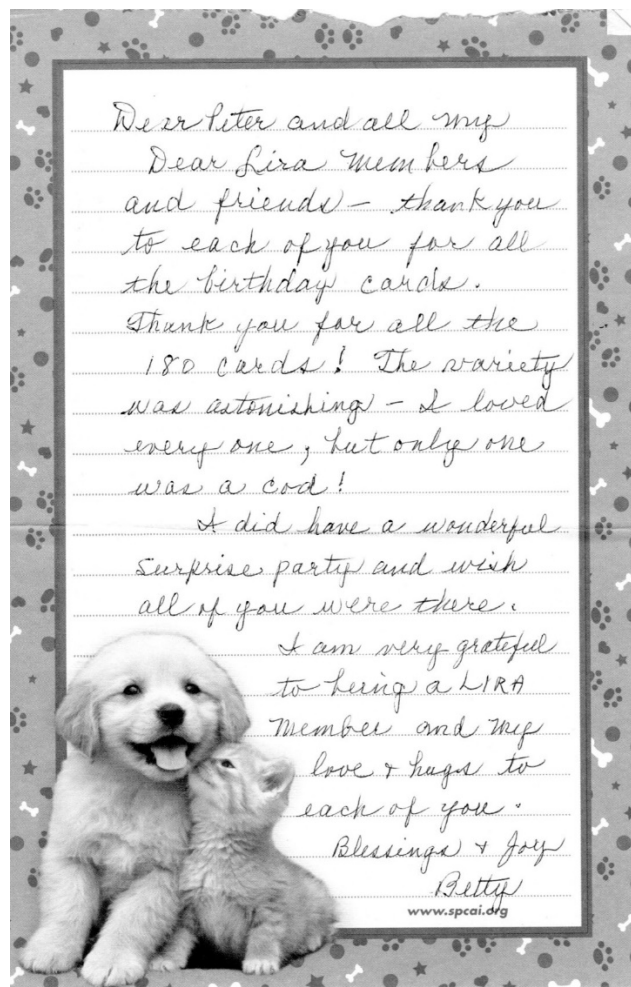 Dear Peter and all my
Dear Lira Members
and friends – thank you
to each of you for all
the birthday cards.
Thank you for all the
180 cards! The variety
was astonishing – I loved
every one, but only one
was a cod!
I did have a wonderful
surprise party and wish
all of you were there.
I am very grateful
to being a LIRA
Member and my
love + hugs to
each of you.
Blessings + Joy
Betty
www.spcai.org